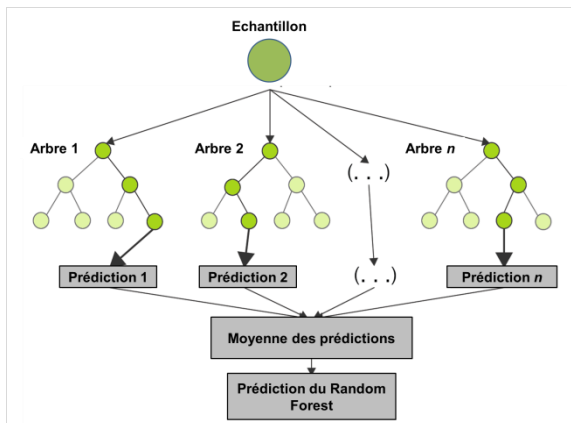 Echantillon
Arbre 1
Arbre 2
(. . .)
Arbre n
Prédiction 1
Prédiction 2
(. . .)
Prédiction n
Moyenne des prédictions
Prédiction du Random
Forest